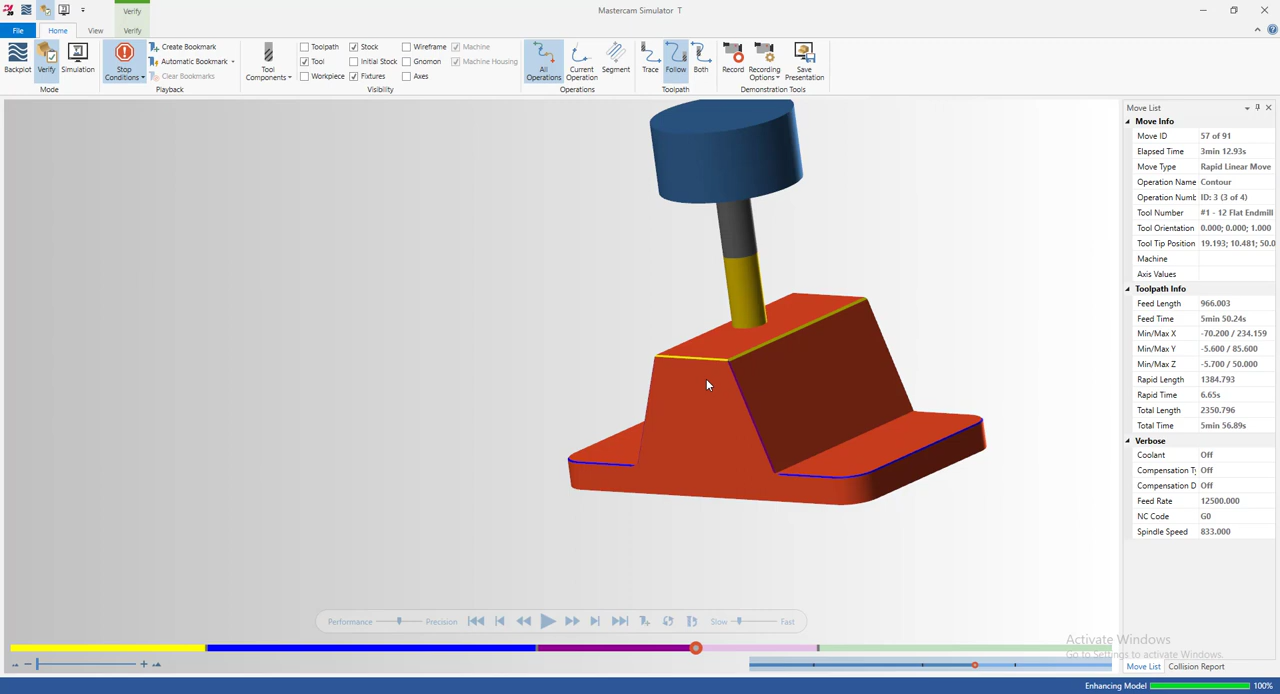 Verify
Mastercam Simulator T
File
Home
View
Verify
Backplot
Verify
Simulation
Mode
Stop
Conditions
Create Bookmark
Automatic Bookmark
Clear Bookmarks
Playback
Tool
Components
Toolpath
Stock
Wireframe
Machine
Tool
Initial Stock
Gnomon
Machine Housing
Workpiece
Fixtures
Axes
Visibility
All
Operations
Current
Operation
Segment
Operations
Trace
Follow
Both
Toolpath
Record
Recording
Options
Save
Presentation
Demonstration Tools
Move List
Move Info
Move ID 57 of 91
Elapsed Time 3min 12.93s
Move Type Rapid Linear Move
Operation Name Contour
Operation Numb ID: 3 (3 of 4)
Tool Number #1 - 12 Flat Endmill
Tool Orientation 0.000; 0.000; 1.000
Tool Tip Position 19.193; 10.481; 50.0
Machine
Axis Values
Toolpath Info
Feed Length 966.003
Feed Time 5min 50.24s
Min/Max X -70.200 / 234.159
Min/Max Y -5.600 / 85.600
Min/Max Z -5.700 / 50.000
Rapid Length 1384.793
Rapid Time 6.65s
Total Length 2350.796
Total Time 5min 56.89s
Verbose
Coolant Off
Compensation T Off
Compensation D Off
Feed Rate 12500.000
NC Code G0
Spindle Speed 833.000
Performance
Precision
Slow
Fast
Activate Windows
Go to Settings to activate Windows.
Move List
Collision Report
Enhancing Model
100%